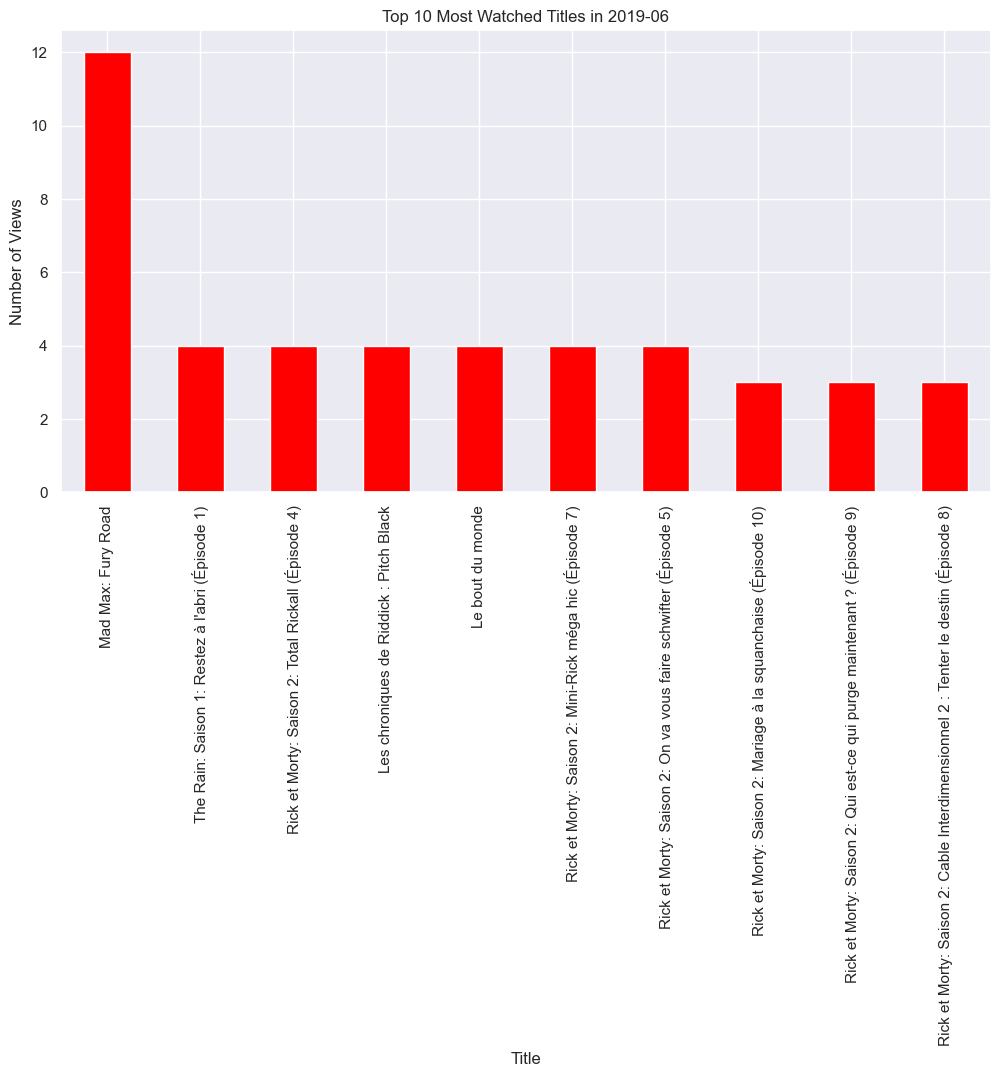 Top 10 Most Watched Titles in 2019-06
Number of Views
12
10
8
6
4
2
0
Mad Max: Fury Road
The Rain: Saison 1: Restez à l'abri (Épisode 1)
Rick et Morty: Saison 2: Total Rickall (Épisode 4)
Les chroniques de Riddick : Pitch Black
Le bout du monde
Rick et Morty: Saison 2: Mini-Rick méga hic (Épisode 7)
Rick et Morty: Saison 2: On va vous faire schwifter (Épisode 5)
Rick et Morty: Saison 2: Mariage à la squanchaise (Épisode 10)
Rick et Morty: Saison 2: Qui est-ce qui purge maintenant ? (Épisode 9)
Rick et Morty: Saison 2: Cable Interdimensionnel 2 : Tenter le destin (Épisode 8)
Title